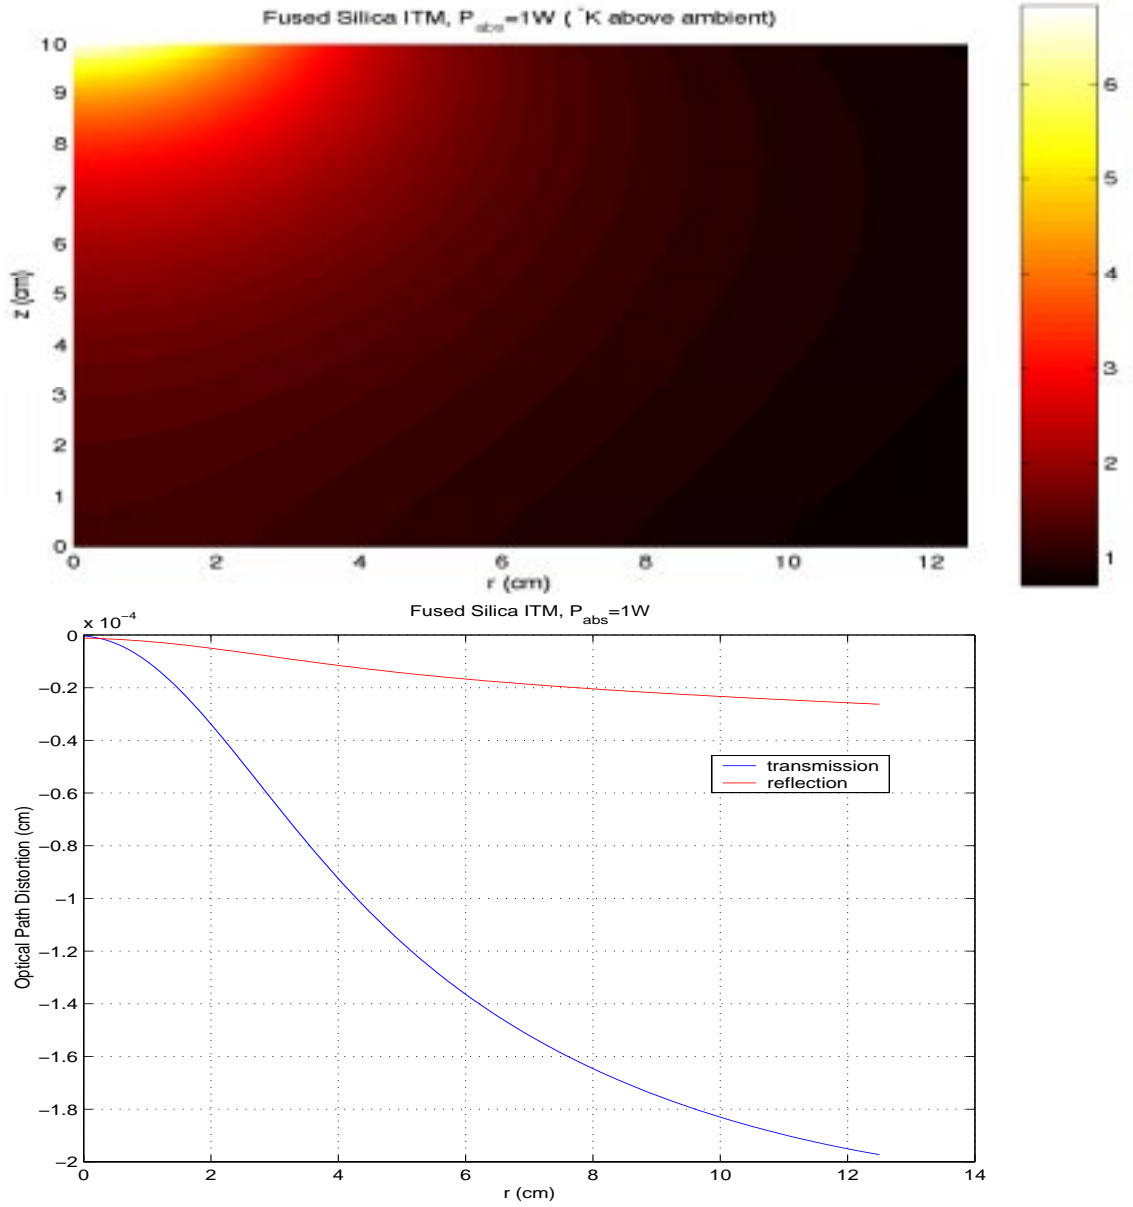 Fused Silica ITM, P_abs=1W ( °K above ambient)
10
9
8
7
6
5
4
3
2
1
0
z (cm)
0 2 4 6 8 10 12
r (cm)
6
5
4
3
2
1
Fused Silica ITM, P_abs=1W
x 10^−4
0
−0.2
−0.4
−0.6
−0.8
−1
−1.2
−1.4
−1.6
−1.8
−2
Optical Path Distortion (cm)
transmission
reflection
0 2 4 6 8 10 12 14
r (cm)